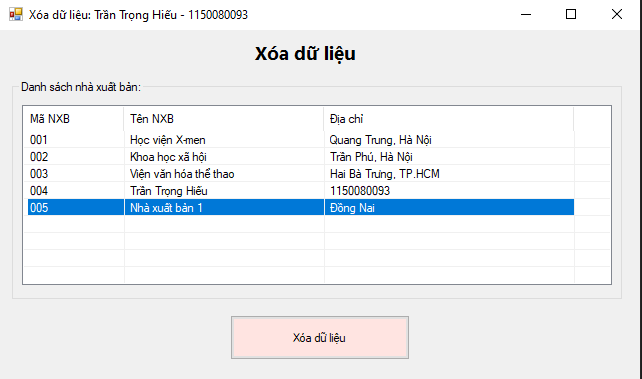 Xóa dữ liệu: Trần Trọng Hiếu - 1150080093
Xóa dữ liệu
Danh sách nhà xuất bản:
Mã NXB Tên NXB Địa chỉ
001 Học viện X-men Quang Trung, Hà Nội
002 Khoa học xã hội Trần Phú, Hà Nội
003 Viện văn hóa thể thao Hai Bà Trưng, TP.HCM
004 Trần Trọng Hiếu 1150080093
005 Nhà xuất bản 1 Đồng Nai
Xóa dữ liệu